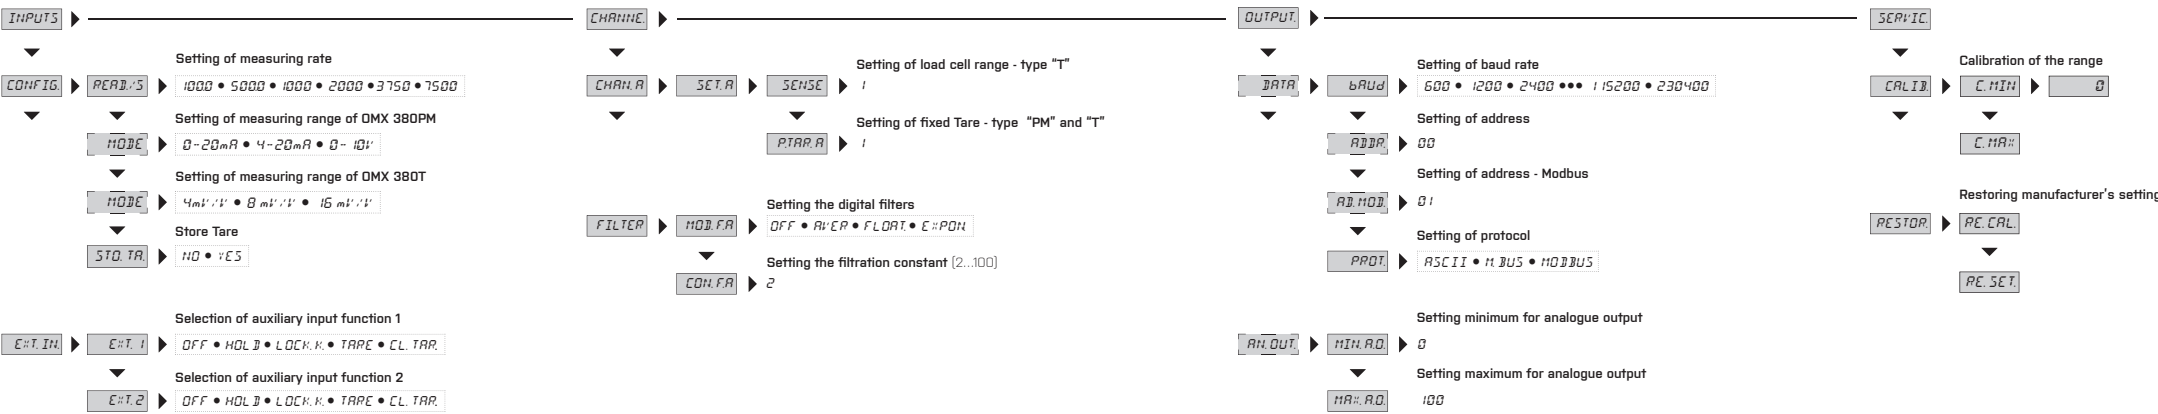 INPUTS
CHANNE.
OUTPUT.
SERVIC.
Setting of measuring rate
CONFIG. READ./S 100.0 • 500.0 • 1000 • 2000 • 3750 • 7500
Setting of measuring range of OMX 380PM
MODE 0-20mA • 4-20mA • 0-10V
Setting of measuring range of OMX 380T
MODE 4mV/V • 8 mV/V • 16 mV/V
Store Tare
STO. TA. NO • YES
Selection of auxiliary input function 1
EXT. IN. EXT. 1 OFF • HOLD • LOCK. K. • TARE • CL. TAR.
Selection of auxiliary input function 2
EXT. 2 OFF • HOLD • LOCK. K. • TARE • CL. TAR.
Setting of load cell range - type “T”
CHAN. A SET. A SENSE 1
Setting of fixed Tare - type “PM” and “T”
P.TAR. A 1
Setting the digital filters
FILTER MOD. F.A OFF • AVER • FLOAT. • EXPON.
Setting the filtration constant (2...100)
CON. F.A 2
Setting of baud rate
DATA bAUd 600 • 1200 • 2400 ••• 115200 • 230400
Setting of address
ADDR. 00
Setting of address - Modbus
AD. MOD. 01
Setting of protocol
PROT. ASCII • M. BUS • MODBUS
Setting minimum for analogue output
AN. OUT. MIN. A.O. 0
Setting maximum for analogue output
MAX. A.O. 100
Calibration of the range
CALIB. C. MIN 0
C. MAX
Restoring manufacturer's setting
RESTOR. RE. CAL.
RE. SET.